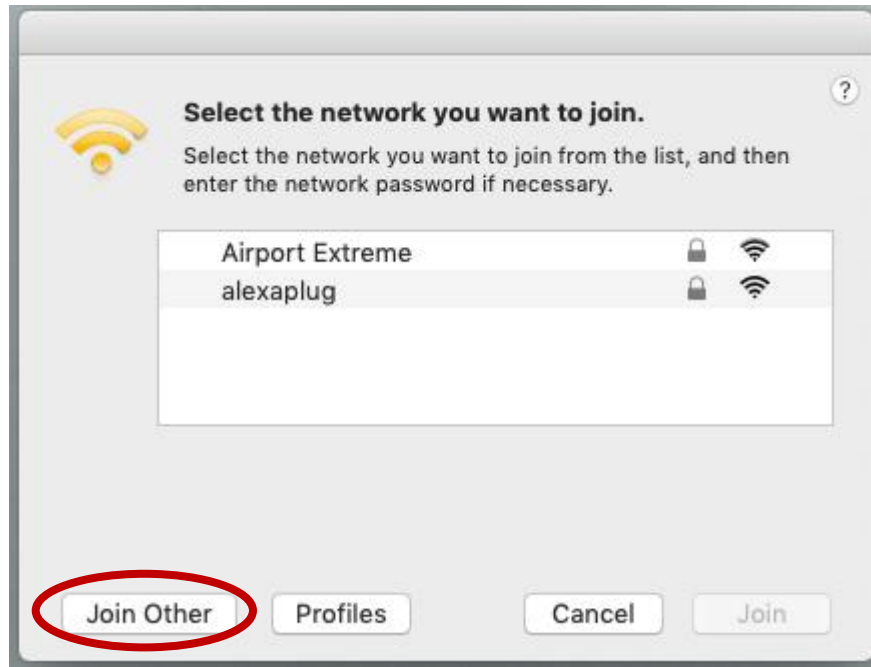 ?
Select the network you want to join.
Select the network you want to join from the list, and then
enter the network password if necessary.
Airport Extreme
alexaplug
Join Other Profiles Cancel Join